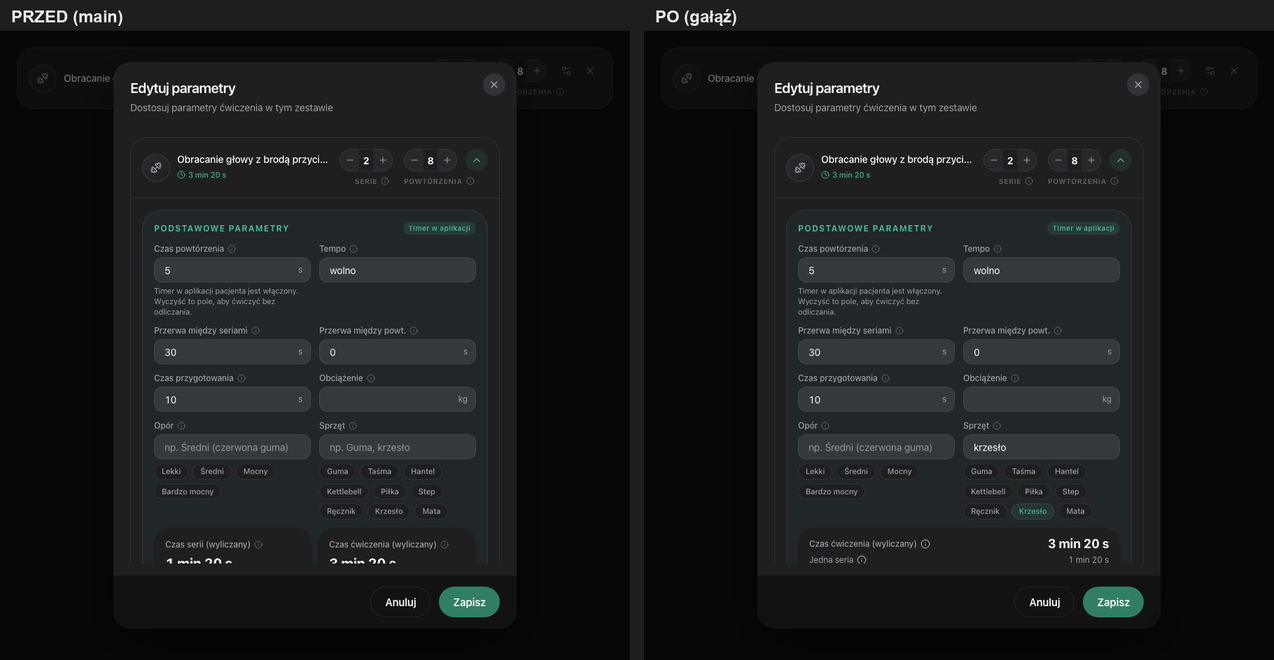 PRZED (main)
Obracanie
8 +
Edytuj parametry
Dostosuj parametry ćwiczenia w tym zestawie
Obracanie głowy z brodą przyci...
3 min 20 s
− 2 +
− 8 +
SERIE
POWTÓRZENIA
PODSTAWOWE PARAMETRY
Timer w aplikacji
Czas powtórzenia
Tempo
5 s
wolno
Timer w aplikacji pacjenta jest włączony.
Wyczyść to pole, aby ćwiczyć bez
odliczania.
Przerwa między seriami
Przerwa między powt.
30 s
0 s
Czas przygotowania
Obciążenie
10 s
kg
Opór
Sprzęt
np. Średni (czerwona guma)
np. Guma, krzesło
Lekki Średni Mocny
Bardzo mocny
Guma Taśma Hantel
Kettlebell Piłka Step
Ręcznik Krzesło Mata
Czas serii (wyliczany)
Czas ćwiczenia (wyliczany)
1 min 20 s
3 min 20 s
Anuluj
Zapisz
PO (gałąź)
Obracanie
8 +
Edytuj parametry
Dostosuj parametry ćwiczenia w tym zestawie
Obracanie głowy z brodą przyci...
3 min 20 s
− 2 +
− 8 +
SERIE
POWTÓRZENIA
PODSTAWOWE PARAMETRY
Timer w aplikacji
Czas powtórzenia
Tempo
5 s
wolno
Timer w aplikacji pacjenta jest włączony.
Wyczyść to pole, aby ćwiczyć bez
odliczania.
Przerwa między seriami
Przerwa między powt.
30 s
0 s
Czas przygotowania
Obciążenie
10 s
kg
Opór
Sprzęt
np. Średni (czerwona guma)
krzesło
Lekki Średni Mocny
Bardzo mocny
Guma Taśma Hantel
Kettlebell Piłka Step
Ręcznik Krzesło Mata
Czas ćwiczenia (wyliczany)
3 min 20 s
Jedna seria
1 min 20 s
Anuluj
Zapisz